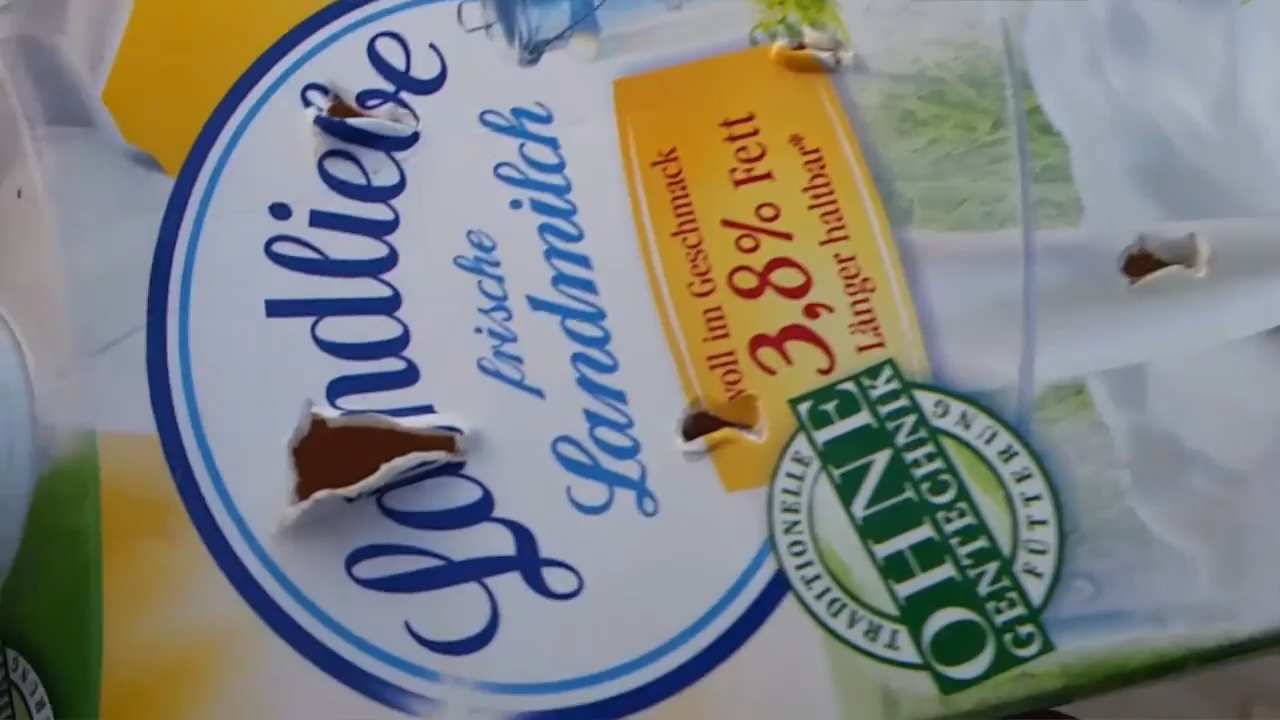 Landliebe
frische
Landmilch
voll im Geschmack
3,8% Fett
Länger haltbar*
TRADITIONELLE
OHNE
GENTECHNIK
FÜTTERUNG